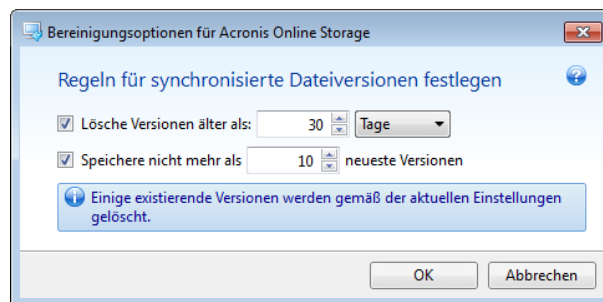 Bereinigungsoptionen für Acronis Online Storage
Regeln für synchronisierte Dateiversionen festlegen
Lösche Versionen älter als: 30 Tage
Speichere nicht mehr als 10 neueste Versionen
Einige existierende Versionen werden gemäß der aktuellen Einstellungen
gelöscht.
OK Abbrechen